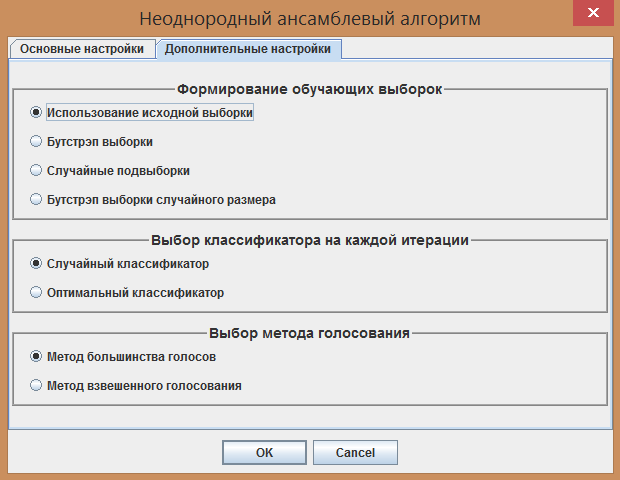 Неоднородный ансамблевый алгоритм
Основные настройки
Дополнительные настройки
Формирование обучающих выборок
Использование исходной выборки
Бутстрэп выборки
Случайные подвыборки
Бутстрэп выборки случайного размера
Выбор классификатора на каждой итерации
Случайный классификатор
Оптимальный классификатор
Выбор метода голосования
Метод большинства голосов
Метод взвешенного голосования
OK
Cancel